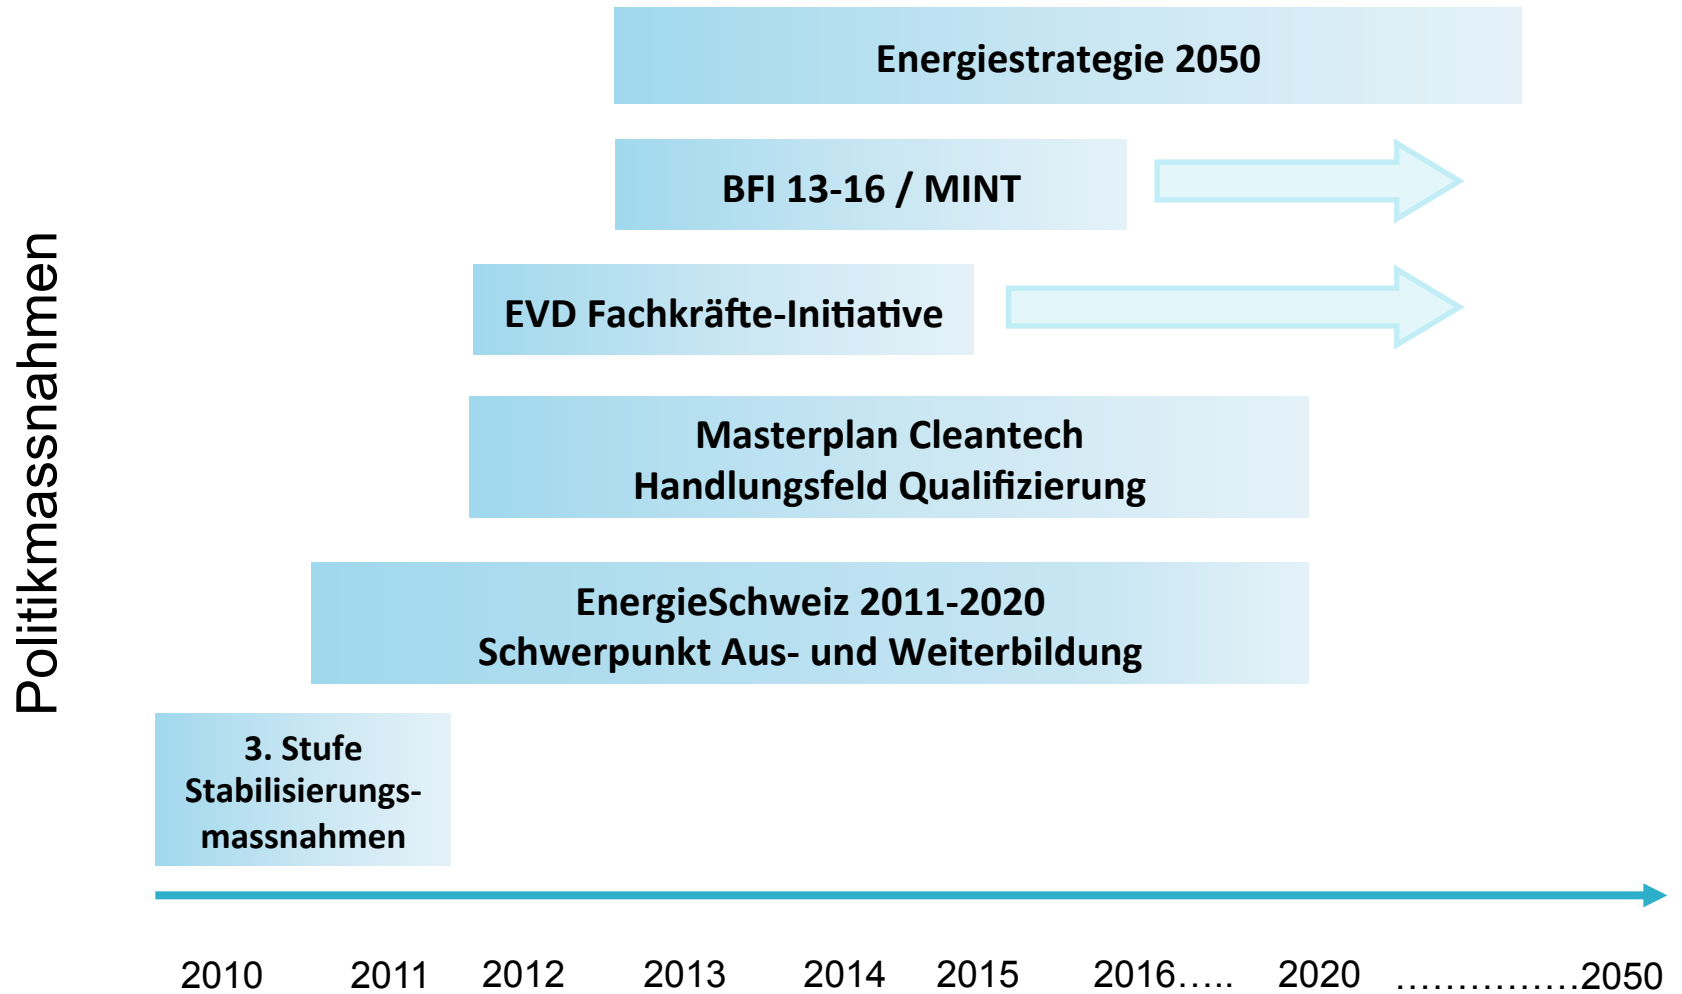 Politikmassnahmen
Energiestrategie 2050
BFI 13-16 / MINT
EVD Fachkräfte-Initiative
Masterplan Cleantech
Handlungsfeld Qualifizierung
EnergieSchweiz 2011-2020
Schwerpunkt Aus- und Weiterbildung
3. Stufe
Stabilisierungs-
massnahmen
2010 2011 2012 2013 2014 2015 2016….. 2020 ……………2050